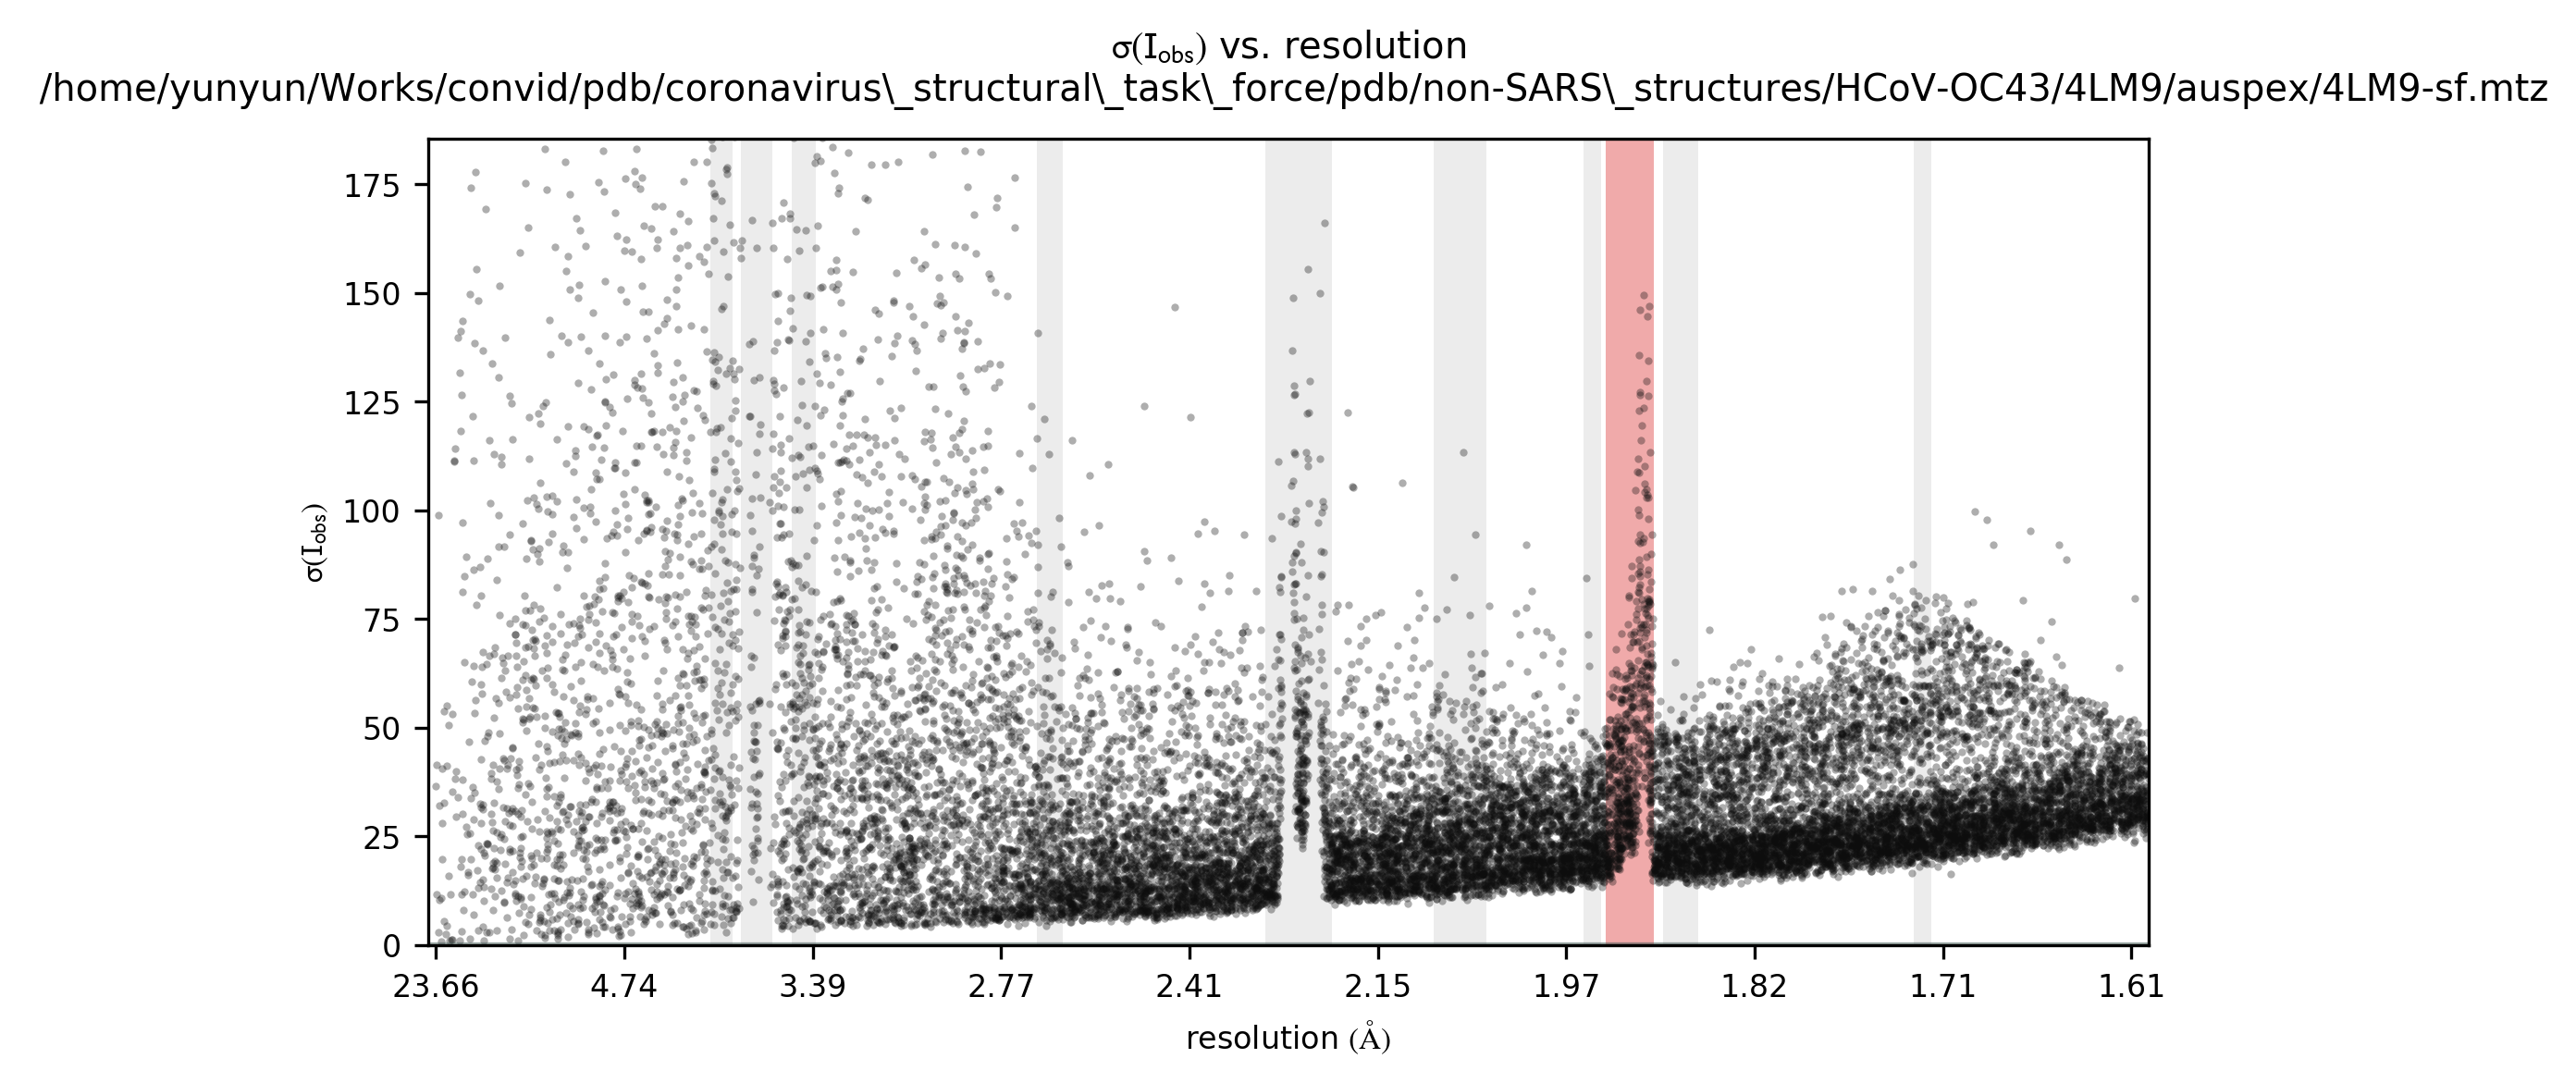 σ(I_obs) vs. resolution
/home/yunyun/Works/convid/pdb/coronavirus\_structural\_task\_force/pdb/non-SARS\_structures/HCoV-OC43/4LM9/auspex/4LM9-sf.mtz
σ(I_obs)
175
150
125
100
75
50
25
0
23.66 4.74 3.39 2.77 2.41 2.15 1.97 1.82 1.71 1.61
resolution (Å)